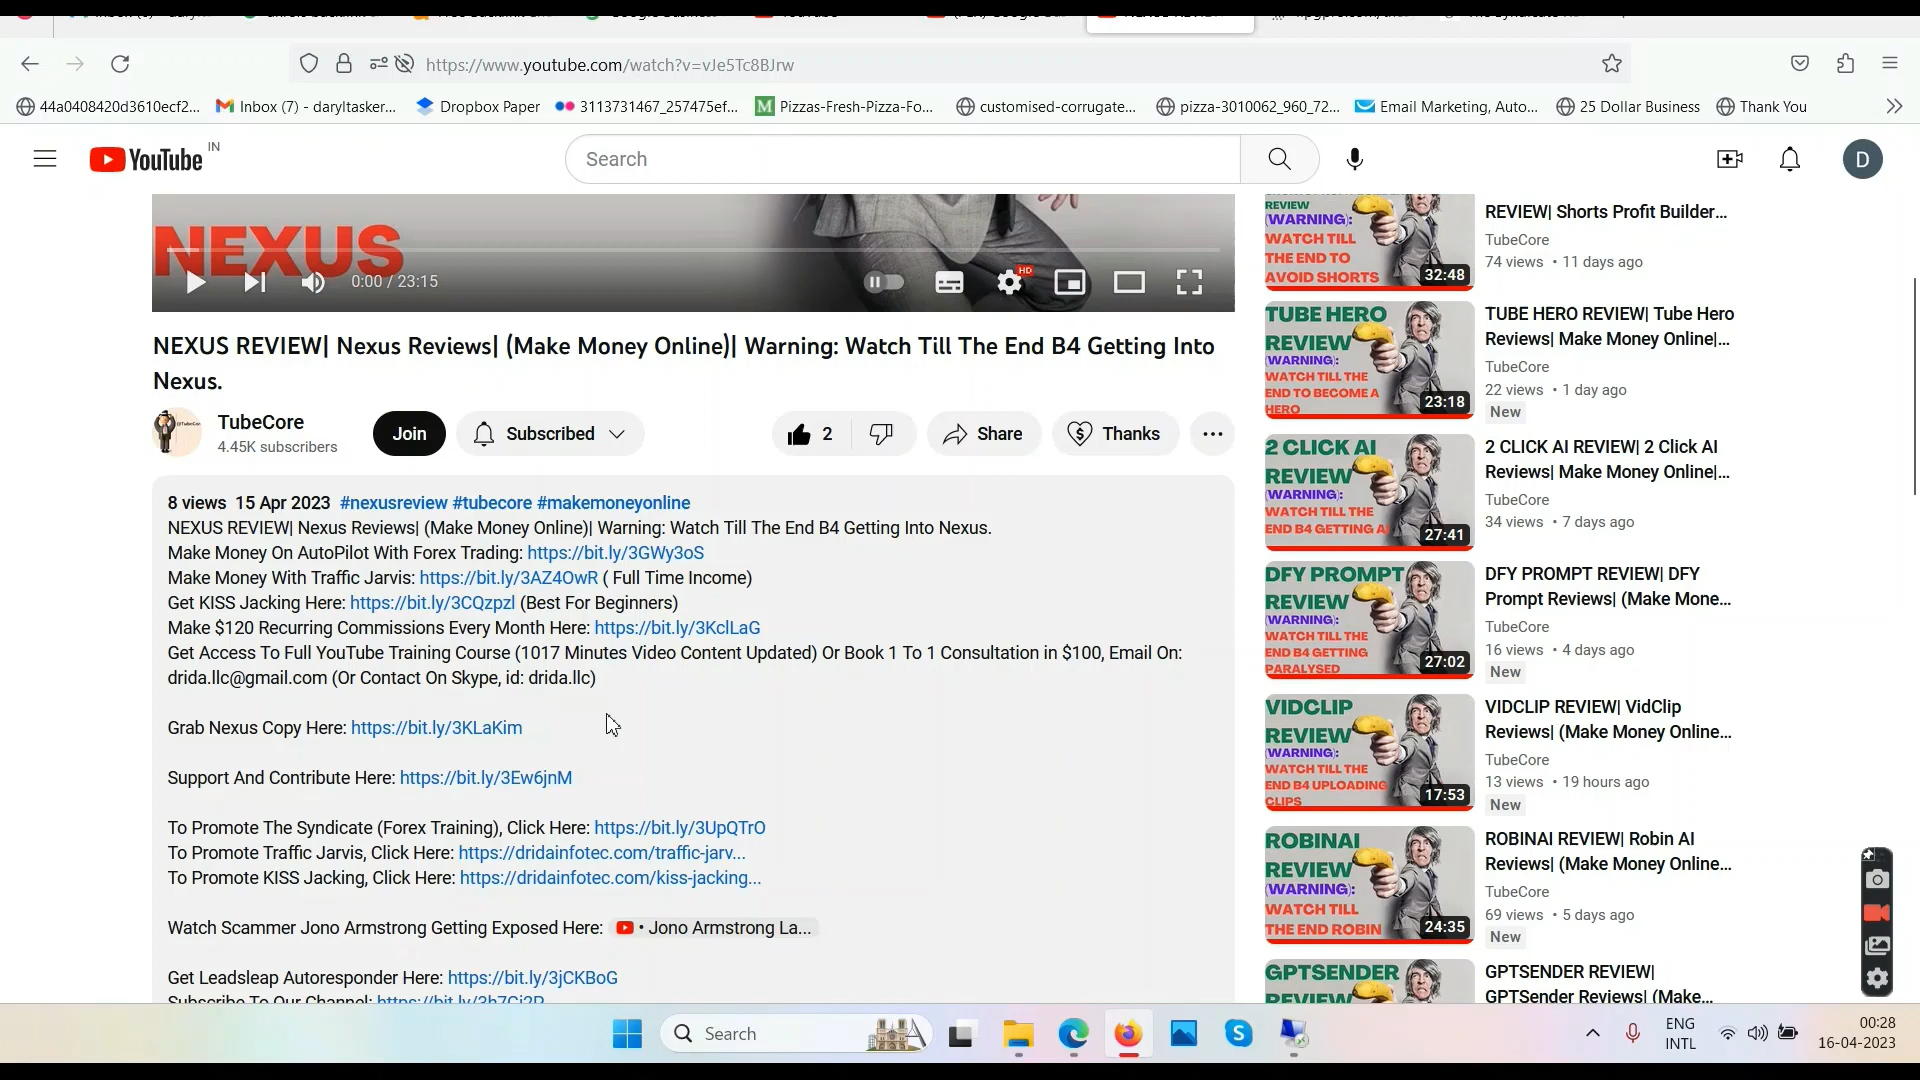 https://www.youtube.com/watch?v=vJe5Tc8BJrw
44a0408420d3610ecf2...
Inbox (7) - daryltasker...
Dropbox Paper
3113731467_257475ef...
Pizzas-Fresh-Pizza-Fo...
customised-corrugate...
pizza-3010062_960_72...
Email Marketing, Auto...
25 Dollar Business
Thank You
YouTube IN
Search
D
NEXUS
0:00 / 23:15
HD
NEXUS REVIEW| Nexus Reviews| (Make Money Online)| Warning: Watch Till The End B4 Getting Into
Nexus.
TubeCore
4.45K subscribers
Join
Subscribed
2
Share
Thanks
8 views 15 Apr 2023 #nexusreview #tubecore #makemoneyonline
NEXUS REVIEW| Nexus Reviews| (Make Money Online)| Warning: Watch Till The End B4 Getting Into Nexus.
Make Money On AutoPilot With Forex Trading: https://bit.ly/3GWy3oS
Make Money With Traffic Jarvis: https://bit.ly/3AZ4OwR ( Full Time Income)
Get KISS Jacking Here: https://bit.ly/3CQzpzl (Best For Beginners)
Make $120 Recurring Commissions Every Month Here: https://bit.ly/3KclLaG
Get Access To Full YouTube Training Course (1017 Minutes Video Content Updated) Or Book 1 To 1 Consultation in $100, Email On:
drida.llc@gmail.com (Or Contact On Skype, id: drida.llc)
Grab Nexus Copy Here: https://bit.ly/3KLaKim
Support And Contribute Here: https://bit.ly/3Ew6jnM
To Promote The Syndicate (Forex Training), Click Here: https://bit.ly/3UpQTrO
To Promote Traffic Jarvis, Click Here: https://dridainfotec.com/traffic-jarv...
To Promote KISS Jacking, Click Here: https://dridainfotec.com/kiss-jacking...
Watch Scammer Jono Armstrong Getting Exposed Here: • Jono Armstrong La...
Get Leadsleap Autoresponder Here: https://bit.ly/3jCKBoG
Subscribe To Our Channel: https://bit.ly/3h7Gj2P
REVIEW
(WARNING):
WATCH TILL
THE END TO
AVOID SHORTS
32:48
REVIEW| Shorts Profit Builder...
TubeCore
74 views • 11 days ago
TUBE HERO
REVIEW
(WARNING):
WATCH TILL THE
END TO BECOME A
HERO
23:18
TUBE HERO REVIEW| Tube Hero
Reviews| Make Money Online|...
TubeCore
22 views • 1 day ago
New
2 CLICK AI
REVIEW
(WARNING):
WATCH TILL THE
END B4 GETTING AI
27:41
2 CLICK AI REVIEW| 2 Click AI
Reviews| Make Money Online|...
TubeCore
34 views • 7 days ago
DFY PROMPT
REVIEW
(WARNING):
WATCH TILL THE
END B4 GETTING
PARALYSED
27:02
DFY PROMPT REVIEW| DFY
Prompt Reviews| (Make Mone...
TubeCore
16 views • 4 days ago
New
VIDCLIP
REVIEW
(WARNING):
WATCH TILL THE
END B4 UPLOADING
CLIPS
17:53
VIDCLIP REVIEW| VidClip
Reviews| (Make Money Online...
TubeCore
13 views • 19 hours ago
New
ROBINAI
REVIEW
(WARNING):
WATCH TILL
THE END ROBIN
24:35
ROBINAI REVIEW| Robin AI
Reviews| (Make Money Online...
TubeCore
69 views • 5 days ago
New
GPTSENDER
REVIEW
GPTSENDER REVIEW|
GPTSender Reviews| (Make...
Search
ENG
INTL
00:28
16-04-2023